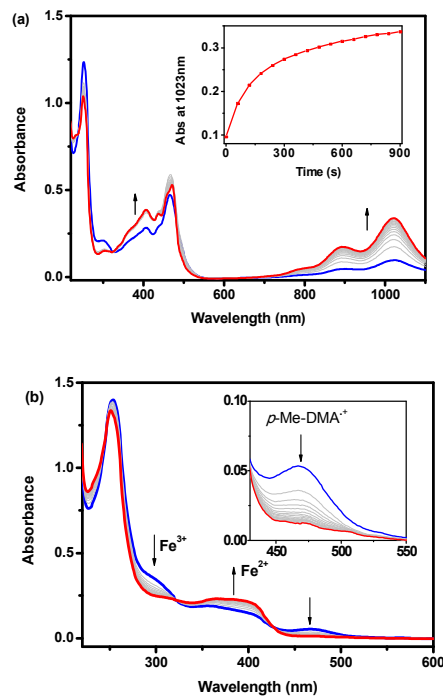 (a)
Absorbance
1.5
1.0
0.5
0.0
400
600
800
1000
Wavelength (nm)
Abs at 1023nm
0.3
0.2
0.1
0
300
600
900
Time (s)
(b)
Absorbance
1.5
1.0
0.5
0.0
300
400
500
600
Wavelength (nm)
Fe³⁺
Fe²⁺
p-Me-DMA·⁺
0.10
0.05
0.00
450
500
550